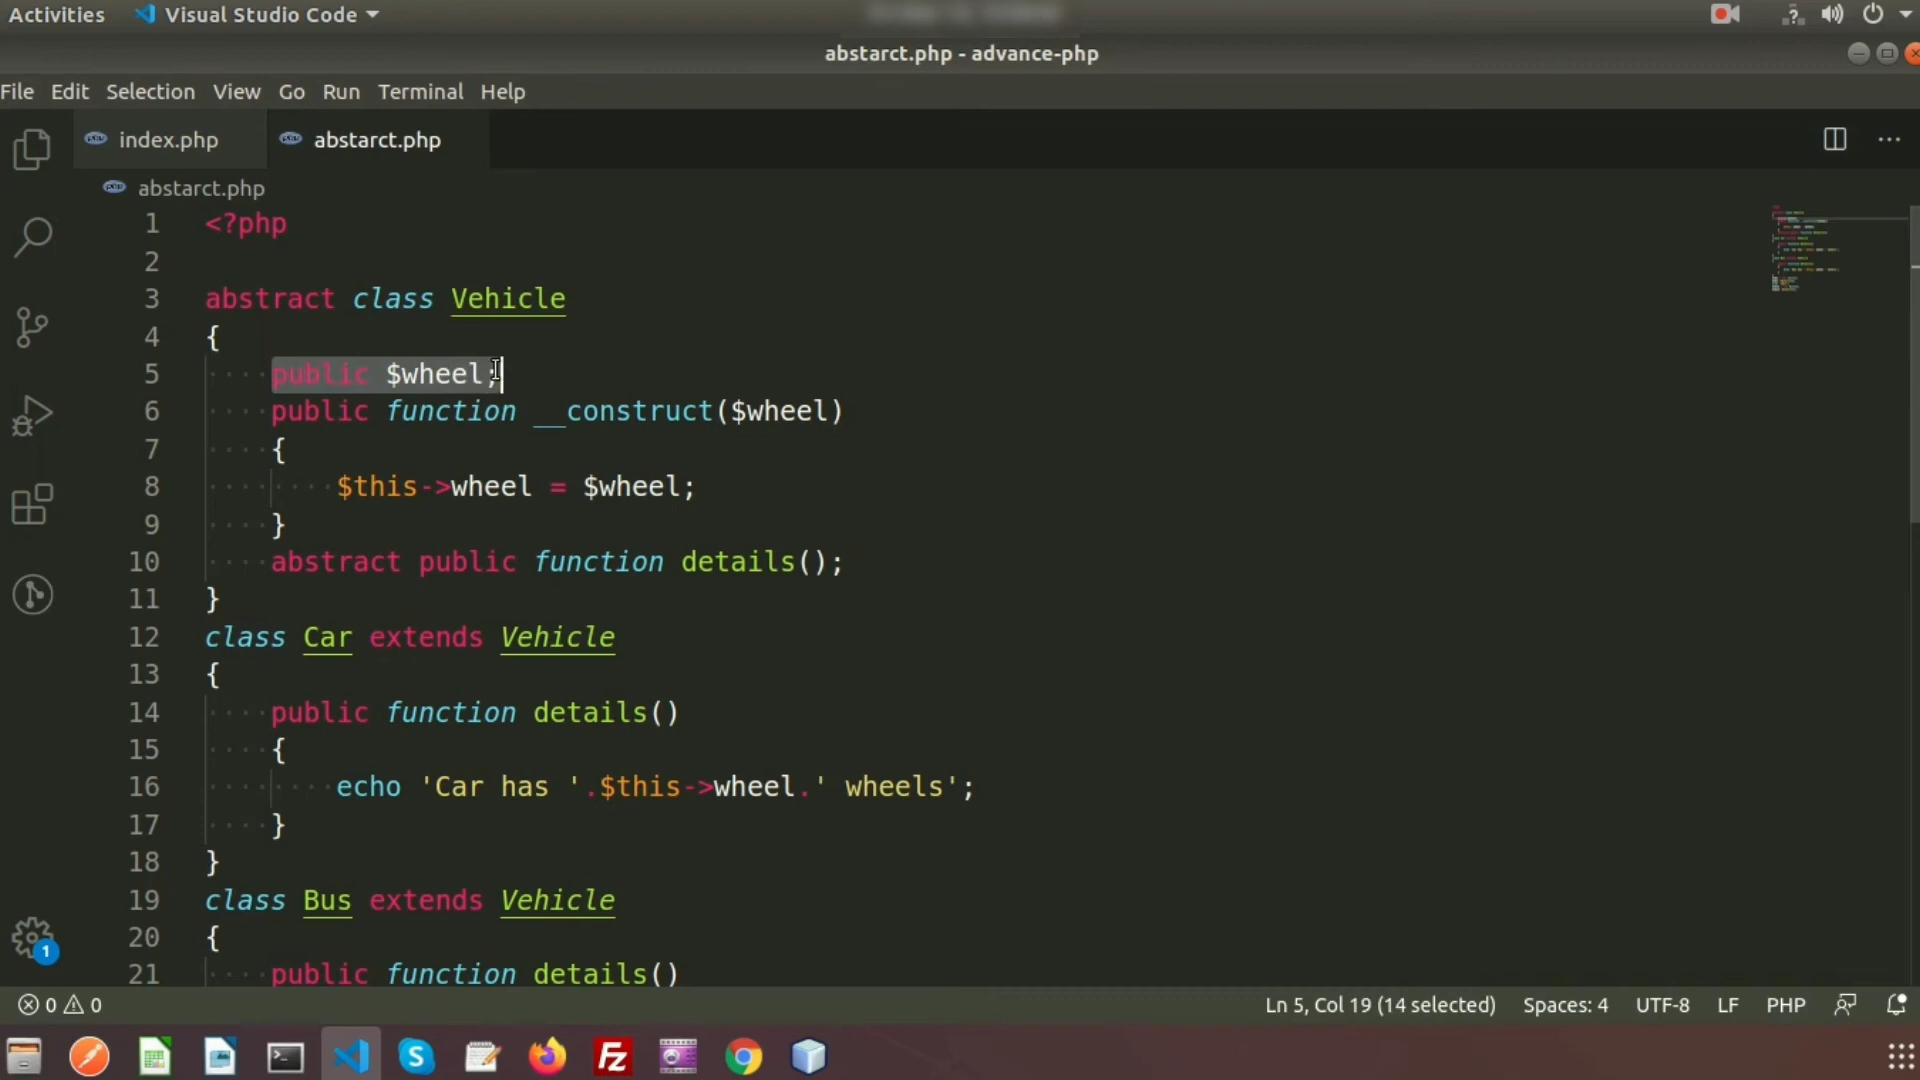 Activities Visual Studio Code
abstarct.php - advance-php
File Edit Selection View Go Run Terminal Help
index.php abstarct.php
abstarct.php
1 <?php
2
3 abstract class Vehicle
4 {
5 public $wheel;
6 public function __construct($wheel)
7 {
8 $this->wheel = $wheel;
9 }
10 abstract public function details();
11 }
12 class Car extends Vehicle
13 {
14 public function details()
15 {
16 echo 'Car has '.$this->wheel.' wheels';
17 }
18 }
19 class Bus extends Vehicle
20 {
21 public function details()
1
0 0 Ln 5, Col 19 (14 selected) Spaces: 4 UTF-8 LF PHP